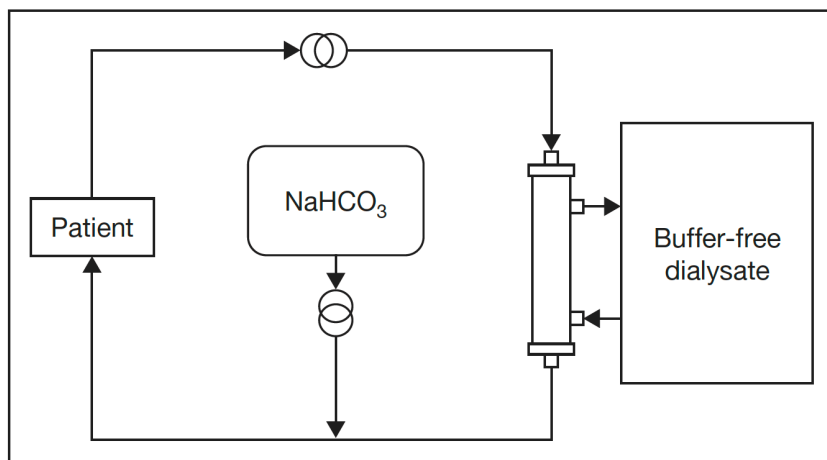 Patient
NaHCO₃
Buffer-free
dialysate